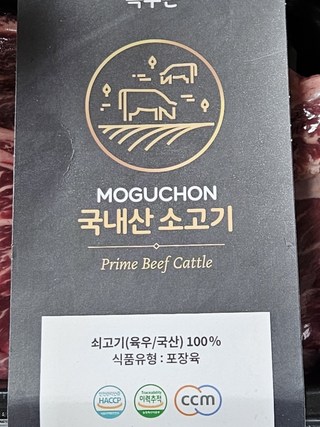 MOGUCHON
국내산 소고기
Prime Beef Cattle
쇠고기(육우/국산) 100%
식품유형 : 포장육
HACCP
이력추적
ccm